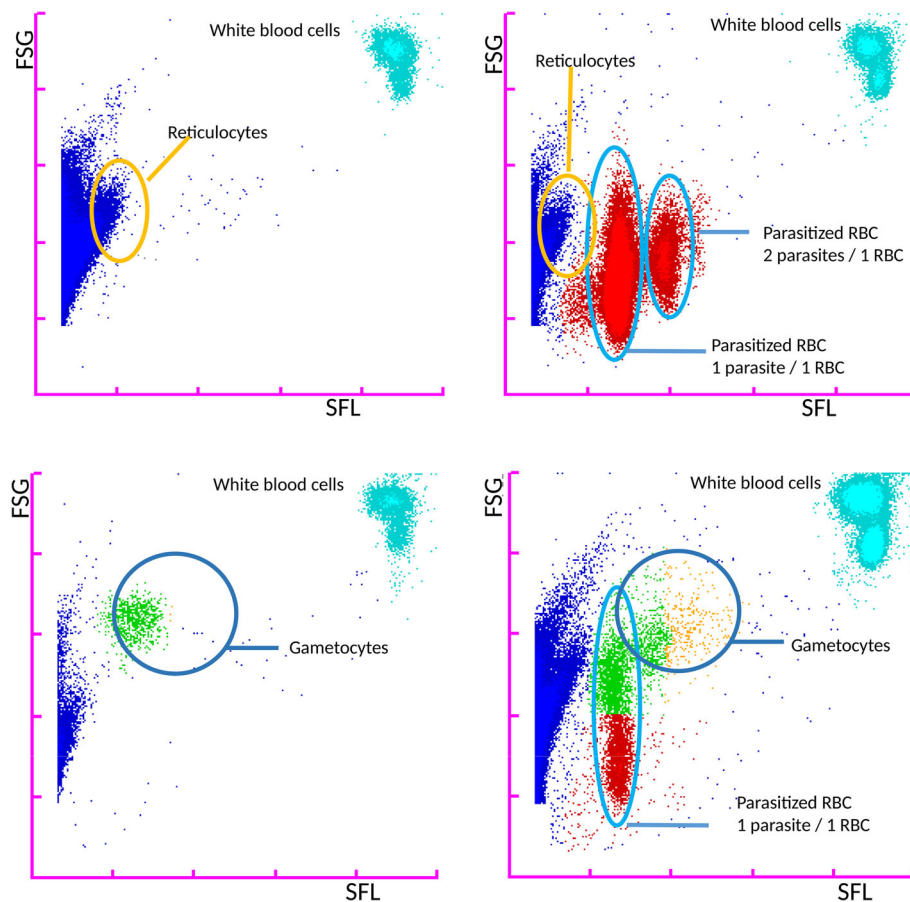 FSG
White blood cells
Reticulocytes
SFL
FSG
White blood cells
Reticulocytes
Parasitized RBC
2 parasites / 1 RBC
Parasitized RBC
1 parasite / 1 RBC
SFL
FSG
White blood cells
Gametocytes
SFL
FSG
White blood cells
Gametocytes
Parasitized RBC
1 parasite / 1 RBC
SFL